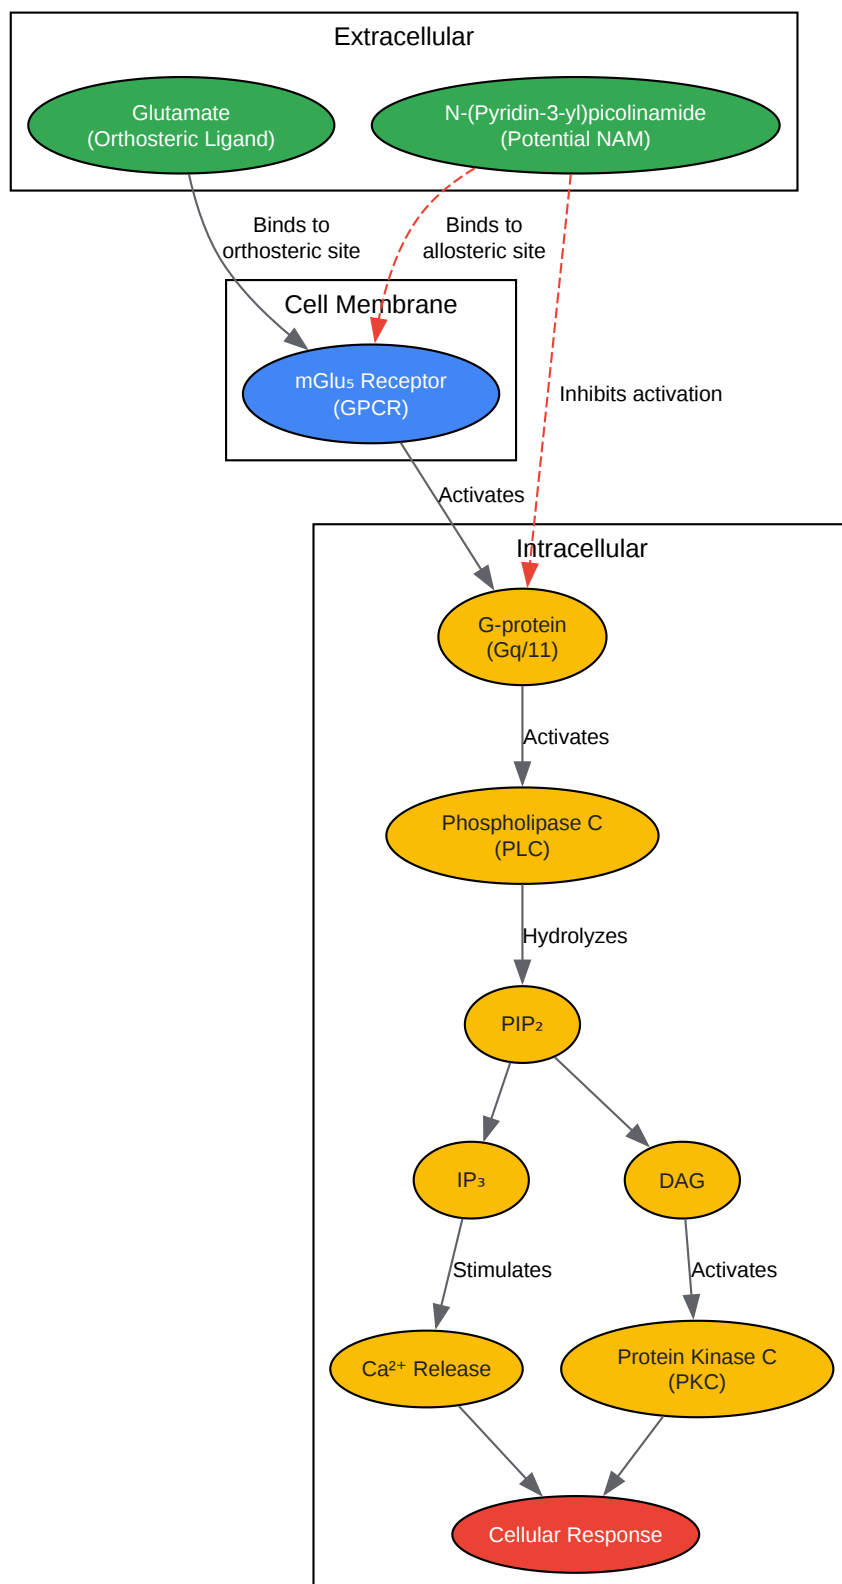 Extracellular
Glutamate
(Orthosteric Ligand)
N-(Pyridin-3-yl)picolinamide
(Potential NAM)
Binds to
orthosteric site
Binds to
allosteric site
Cell Membrane
mGlu₅ Receptor
(GPCR)
Inhibits activation
Activates
Intracellular
G-protein
(Gq/11)
Activates
Phospholipase C
(PLC)
Hydrolyzes
PIP₂
IP₃
DAG
Stimulates
Activates
Ca²⁺ Release
Protein Kinase C
(PKC)
Cellular Response